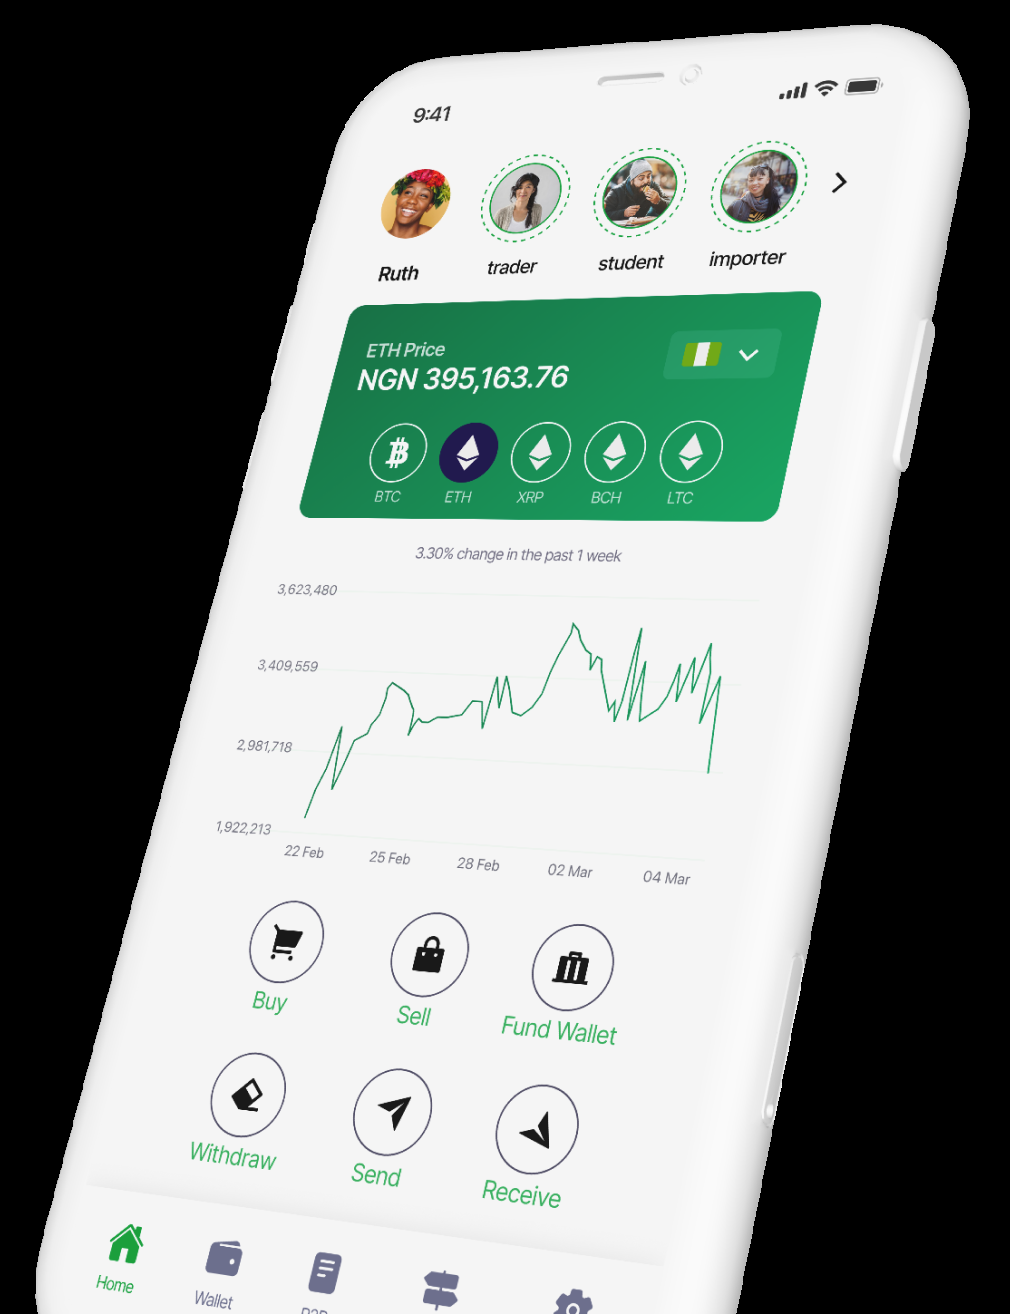 9:41
Ruth
trader
student
importer
ETH Price
NGN 395,163.76
BTC
ETH
XRP
BCH
LTC
3.30% change in the past 1 week
3,623,480
3,409,559
2,981,718
1,922,213
22 Feb
25 Feb
28 Feb
02 Mar
04 Mar
Buy
Sell
Fund Wallet
Withdraw
Send
Receive
Home
Wallet